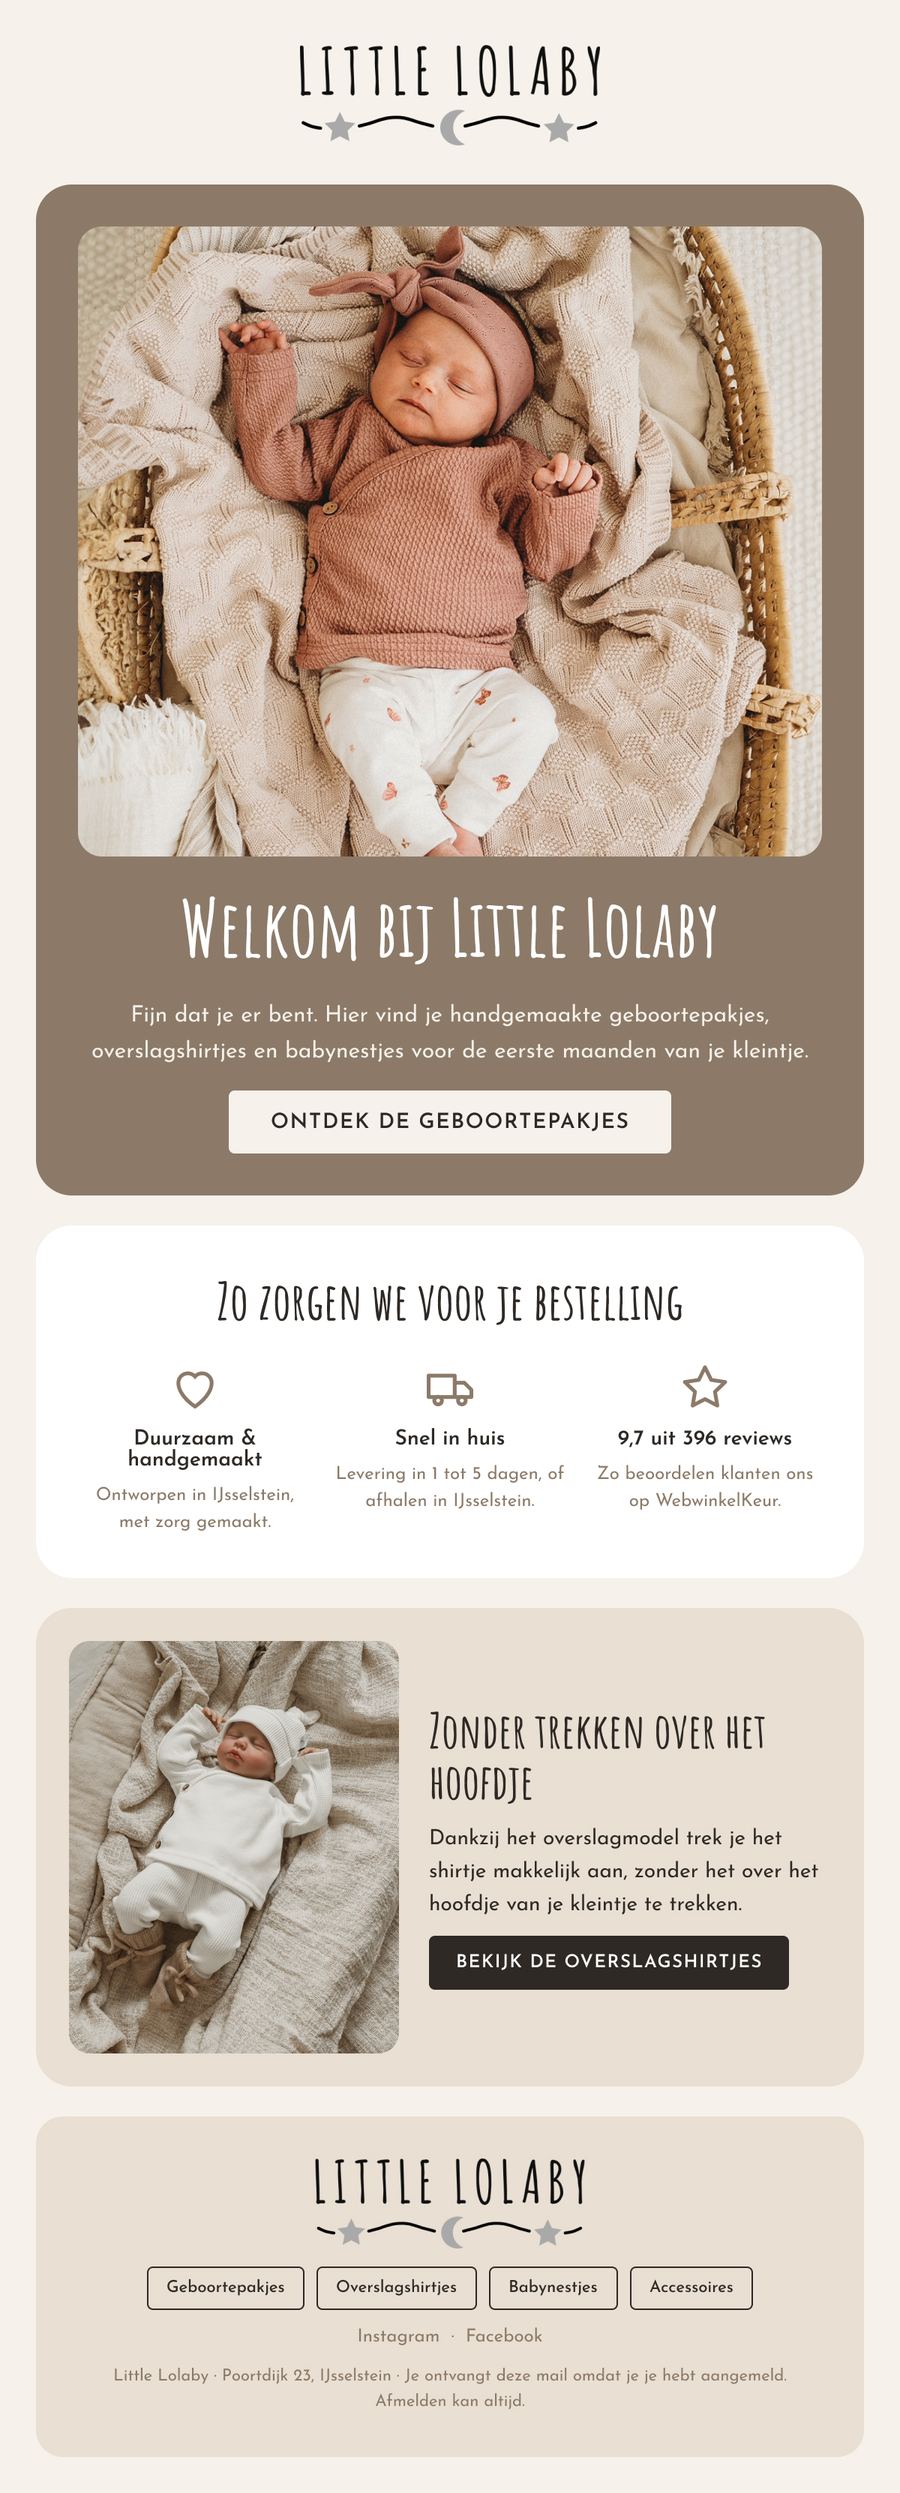 LITTLE LOLABY
Welkom bij Little Lolaby
Fijn dat je er bent. Hier vind je handgemaakte geboortepakjes,
overslagshirtjes en babynestjes voor de eerste maanden van je kleintje.
ONTDEK DE GEBOORTEPAKJES
Zo zorgen we voor je bestelling
Duurzaam &
handgemaakt
Ontworpen in IJsselstein,
met zorg gemaakt.
Snel in huis
Levering in 1 tot 5 dagen, of
afhalen in IJsselstein.
9,7 uit 396 reviews
Zo beoordelen klanten ons
op WebwinkelKeur.
Zonder trekken over het
hoofdje
Dankzij het overslagmodel trek je het
shirtje makkelijk aan, zonder het over het
hoofdje van je kleintje te trekken.
BEKIJK DE OVERSLAGSHIRTJES
LITTLE LOLABY
Geboortepakjes Overslagshirtjes Babynestjes Accessoires
Instagram · Facebook
Little Lolaby · Poortdijk 23, IJsselstein · Je ontvangt deze mail omdat je je hebt aangemeld.
Afmelden kan altijd.